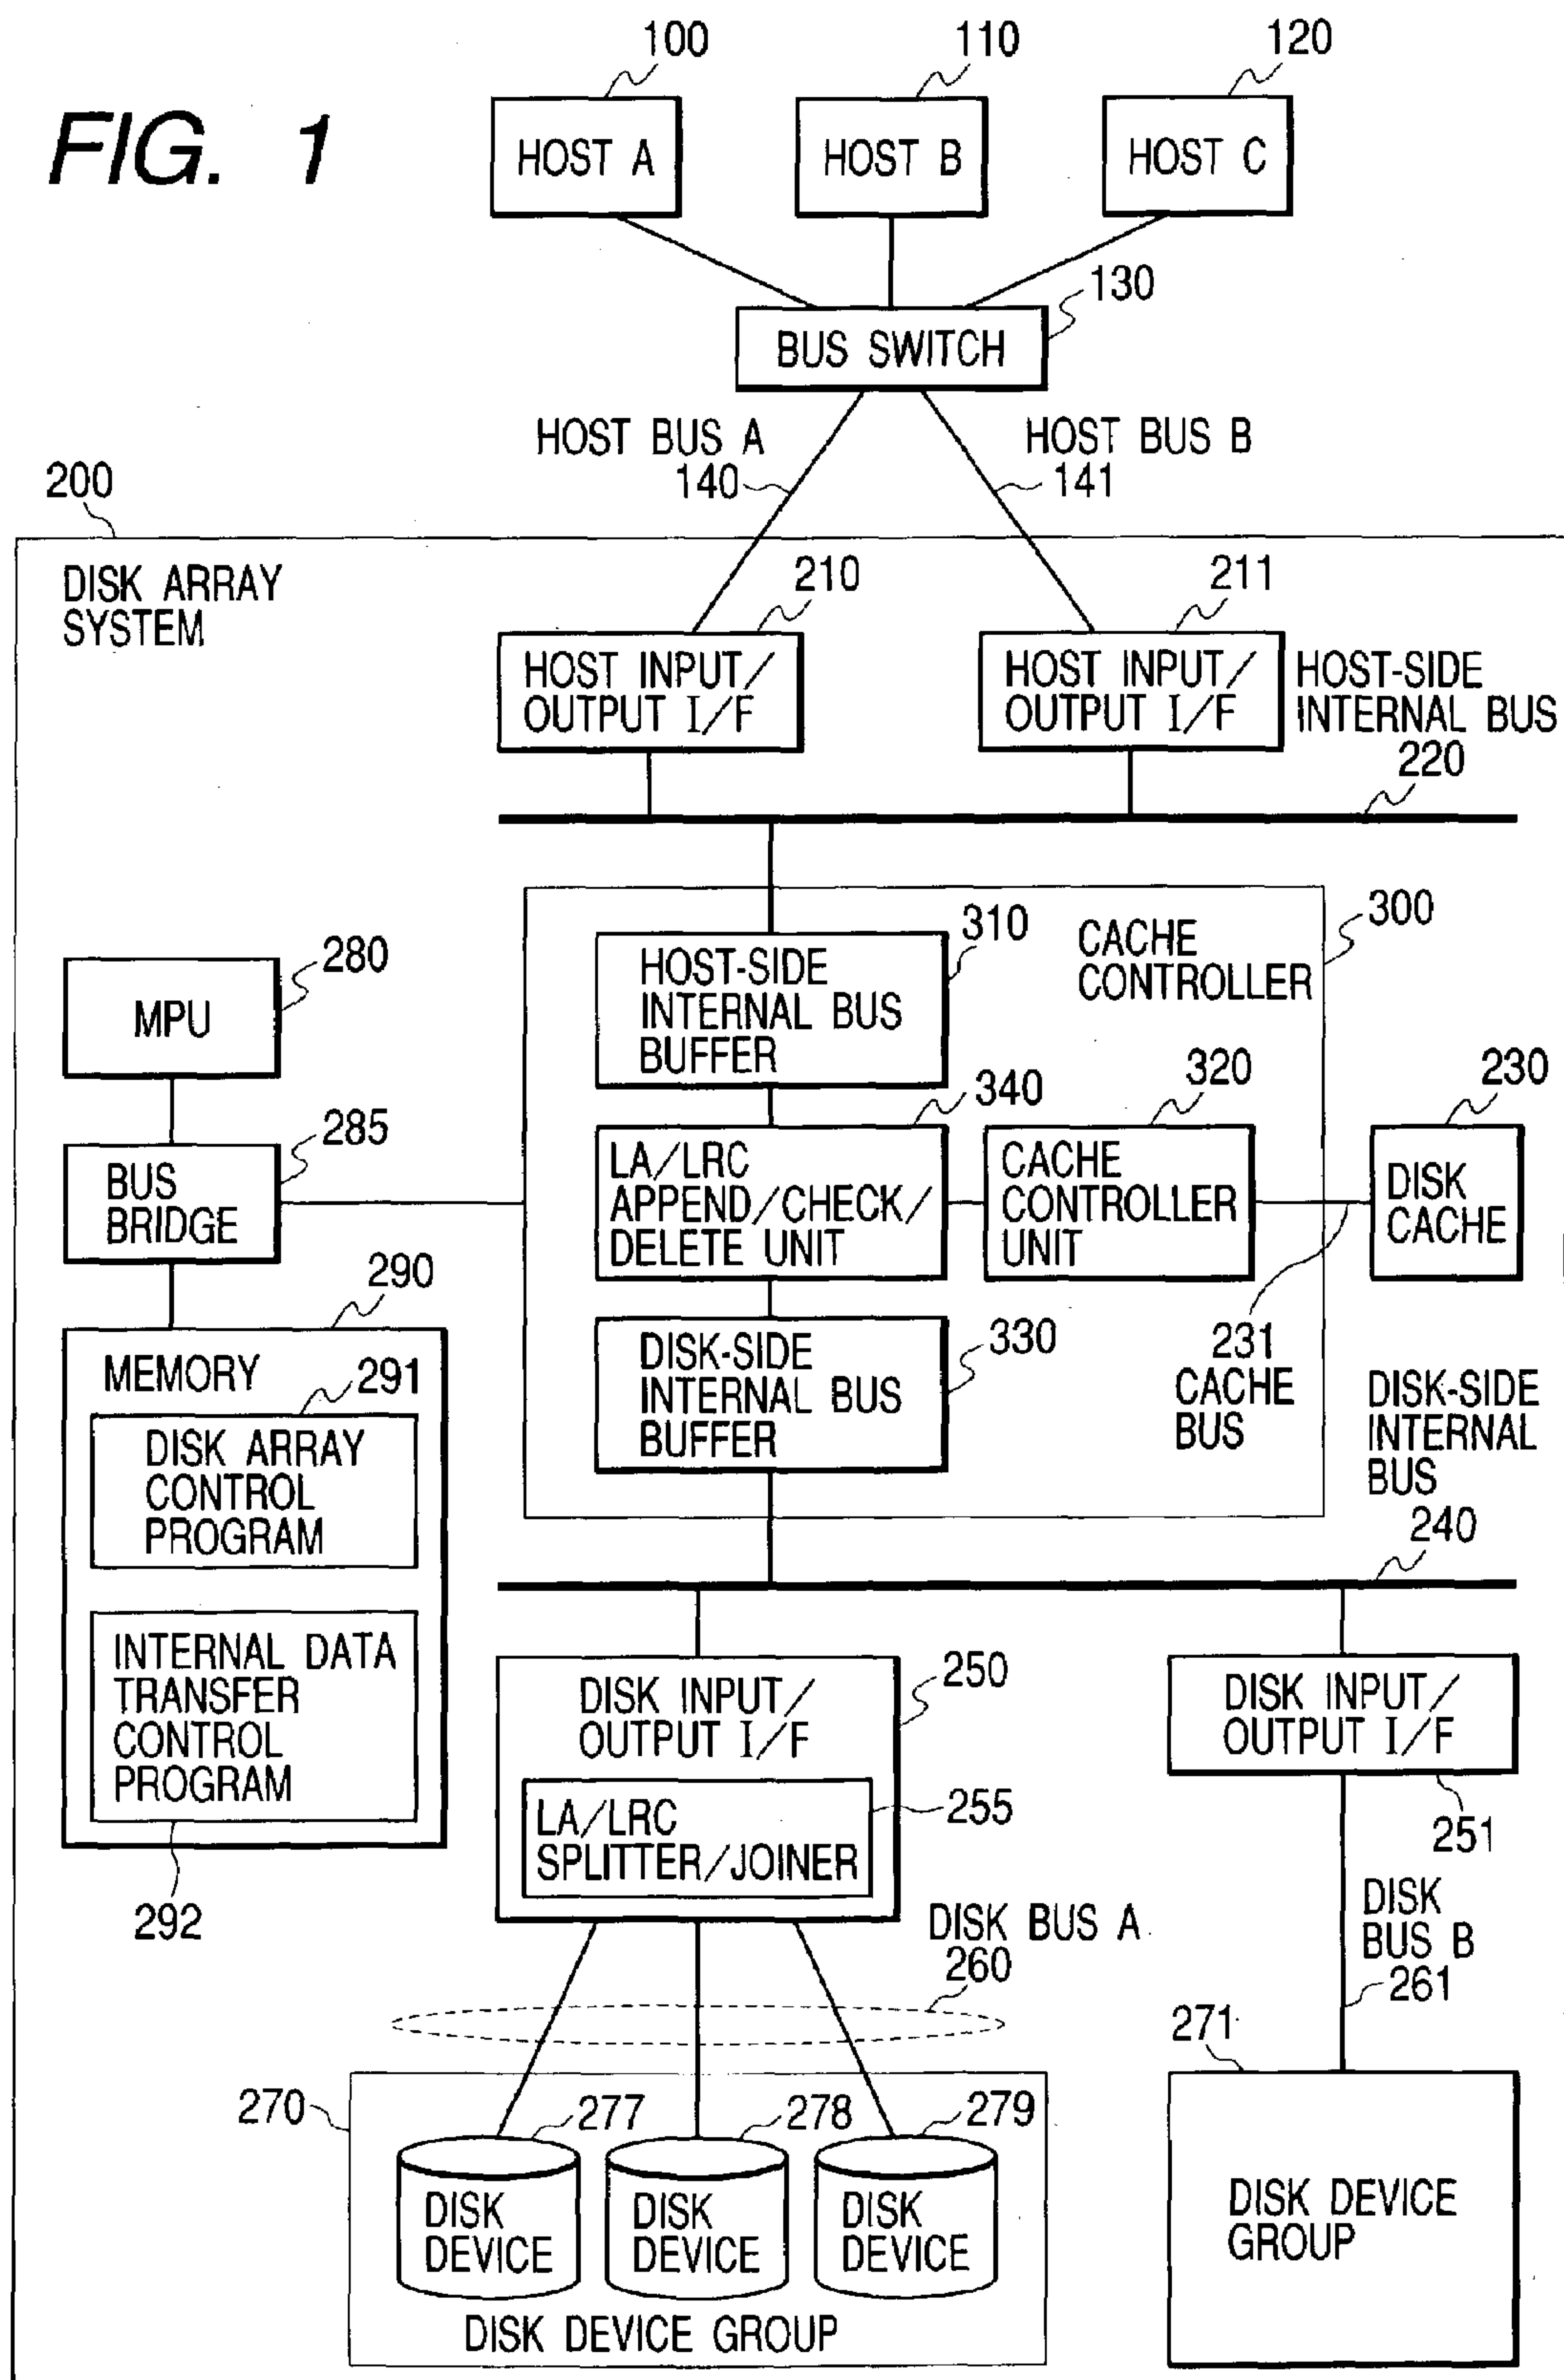 FIG. 1
100
110
120
HOST A
HOST B
HOST C
130
BUS SWITCH
HOST BUS A
140
HOST BUS B
141
200
DISK ARRAY
SYSTEM
210
211
HOST INPUT/
OUTPUT I/F
HOST INPUT/
OUTPUT I/F
HOST-SIDE
INTERNAL BUS
220
300
CACHE
CONTROLLER
310
HOST-SIDE
INTERNAL BUS
BUFFER
280
MPU
340
320
230
285
BUS
BRIDGE
LA/LRC
APPEND/CHECK/
DELETE UNIT
CACHE
CONTROLLER
UNIT
DISK
CACHE
290
MEMORY
291
DISK ARRAY
CONTROL
PROGRAM
330
DISK-SIDE
INTERNAL BUS
BUFFER
231
CACHE
BUS
DISK-SIDE
INTERNAL
BUS
240
INTERNAL DATA
TRANSFER
CONTROL
PROGRAM
292
250
DISK INPUT/
OUTPUT I/F
255
LA/LRC
SPLITTER/JOINER
DISK INPUT/
OUTPUT I/F
251
DISK BUS A
260
DISK
BUS B
261
271
270
277
278
279
DISK
DEVICE
DISK
DEVICE
DISK
DEVICE
DISK DEVICE GROUP
DISK DEVICE
GROUP